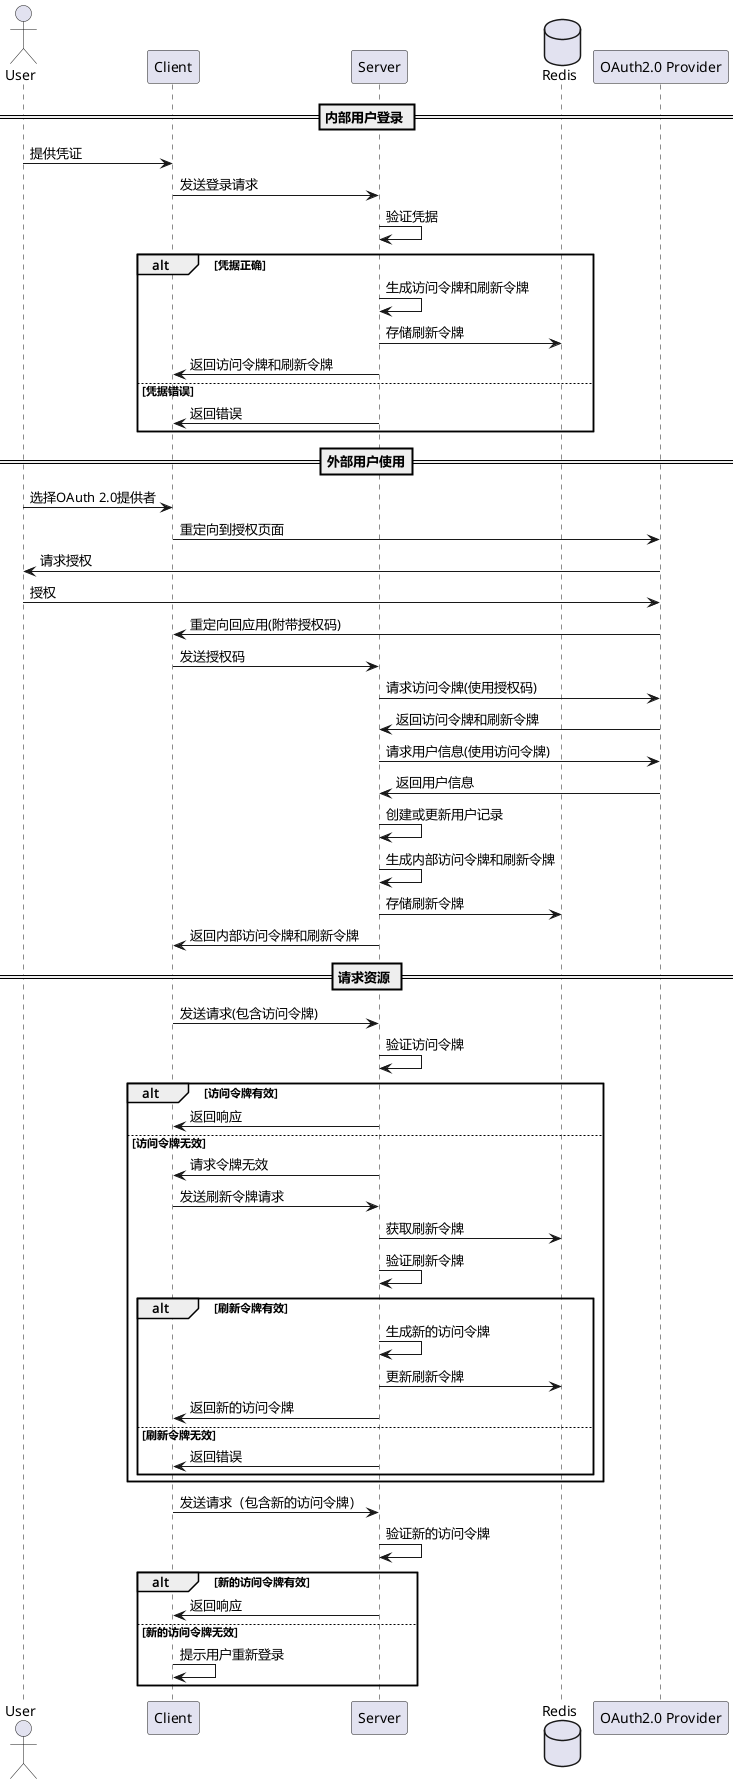 User
Client
Server
Redis
OAuth2.0 Provider
内部用户登录
提供凭证
发送登录请求
验证凭据
alt [凭据正确]
生成访问令牌和刷新令牌
存储刷新令牌
返回访问令牌和刷新令牌
[凭据错误]
返回错误
外部用户使用
选择OAuth 2.0提供者
重定向到授权页面
请求授权
授权
重定向回应用(附带授权码)
发送授权码
请求访问令牌(使用授权码)
返回访问令牌和刷新令牌
请求用户信息(使用访问令牌)
返回用户信息
创建或更新用户记录
生成内部访问令牌和刷新令牌
存储刷新令牌
返回内部访问令牌和刷新令牌
请求资源
发送请求(包含访问令牌)
验证访问令牌
alt [访问令牌有效]
返回响应
[访问令牌无效]
请求令牌无效
发送刷新令牌请求
获取刷新令牌
验证刷新令牌
alt [刷新令牌有效]
生成新的访问令牌
更新刷新令牌
返回新的访问令牌
[刷新令牌无效]
返回错误
发送请求（包含新的访问令牌）
验证新的访问令牌
alt [新的访问令牌有效]
返回响应
[新的访问令牌无效]
提示用户重新登录
User
Client
Server
Redis
OAuth2.0 Provider